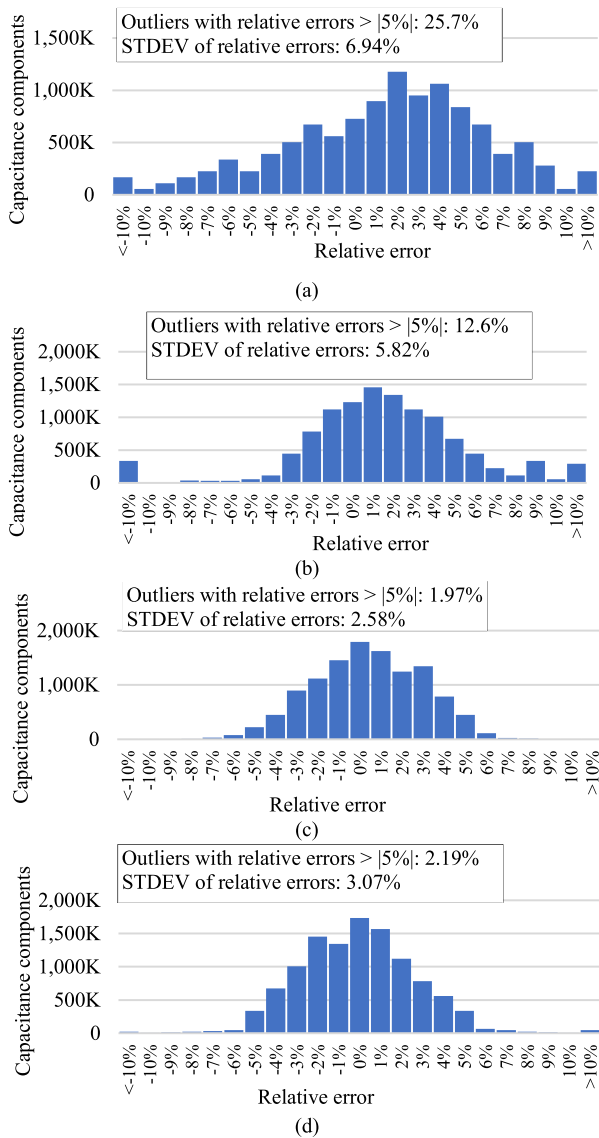 Outliers with relative errors > |5%|: 25.7%
STDEV of relative errors: 6.94%
Capacitance components
1,500K
1,000K
500K
0
<-10% -10% -9% -8% -7% -6% -5% -4% -3% -2% -1% 0% 1% 2% 3% 4% 5% 6% 7% 8% 9% 10% >10%
Relative error
(a)
Outliers with relative errors > |5%|: 12.6%
STDEV of relative errors: 5.82%
Capacitance components
2,000K
1,500K
1,000K
500K
0
<-10% -10% -9% -8% -7% -6% -5% -4% -3% -2% -1% 0% 1% 2% 3% 4% 5% 6% 7% 8% 9% 10% >10%
Relative error
(b)
Outliers with relative errors > |5%|: 1.97%
STDEV of relative errors: 2.58%
Capacitance components
2,000K
1,000K
0
<-10% -10% -9% -8% -7% -6% -5% -4% -3% -2% -1% 0% 1% 2% 3% 4% 5% 6% 7% 8% 9% 10% >10%
Relative error
(c)
Outliers with relative errors > |5%|: 2.19%
STDEV of relative errors: 3.07%
Capacitance components
2,000K
1,500K
1,000K
500K
0
<-10% -10% -9% -8% -7% -6% -5% -4% -3% -2% -1% 0% 1% 2% 3% 4% 5% 6% 7% 8% 9% 10% >10%
Relative error
(d)